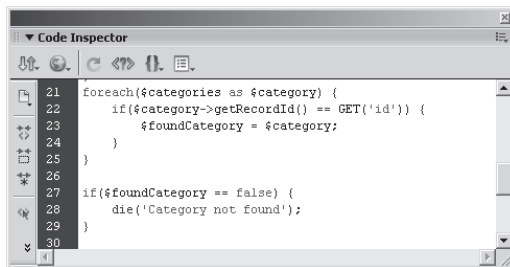 Code Inspector
21 foreach($categories as $category) {
22     if($category->getRecordId() == GET('id')) {
23         $foundCategory = $category;
24     }
25 }
26
27 if($foundCategory == false) {
28     die('Category not found');
29 }
30